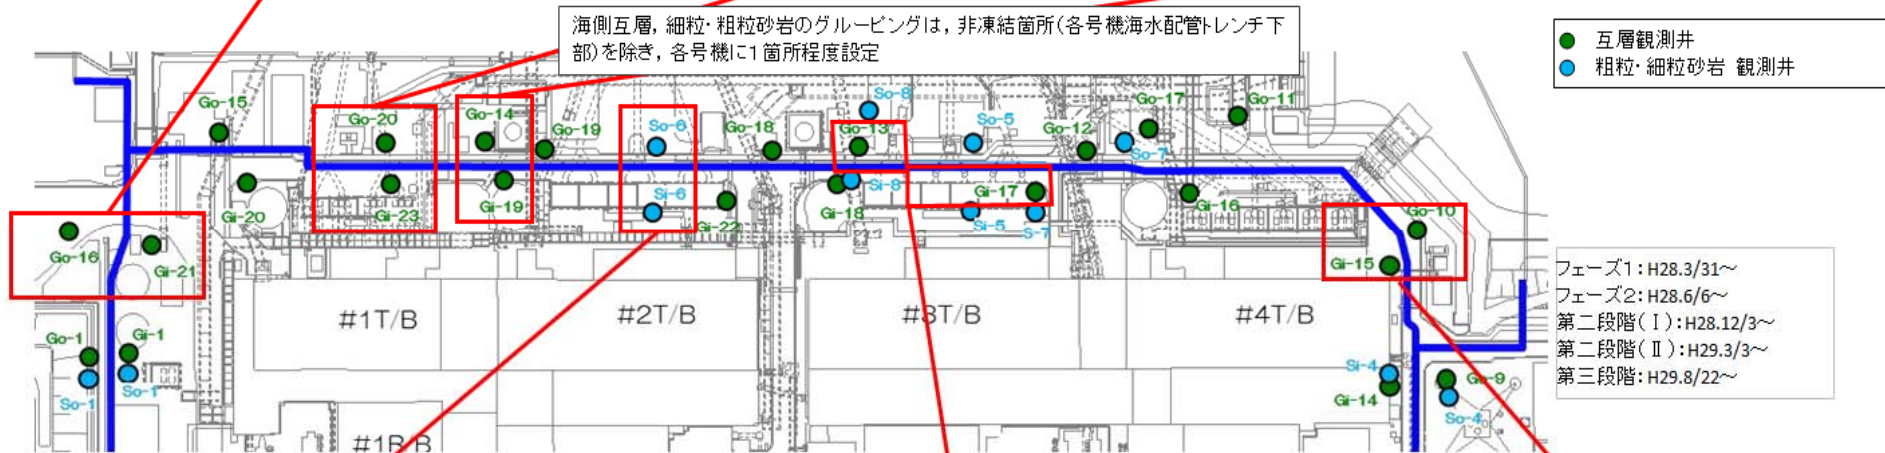 海側互層，細粒・粗粒砂岩のグルーピングは，非凍結箇所（各号機海水配管トレンチ下
部）を除き，各号機に1箇所程度設定
互層観測井
粗粒・細粒砂岩 観測井
Go-15
Go-20
Go-14
Go-19
So-6
Go-18
So-8
Go-13
So-5
Go-12
Go-17
So-7
Go-11
Gi-20
Gi-23
Gi-19
Si-6
Gi-22
Gi-18
Si-8
Gi-17
Si-5
S-7
Gi-16
Go-10
Gi-15
Go-16
Gi-21
#1T/B
#2T/B
#3T/B
#4T/B
Go-1
Gi-1
So-1
So-1
Si-4
Gi-14
Go-9
So-4
#1R/B
フェーズ1：H28.3/31～
フェーズ2：H28.6/6～
第二段階(Ⅰ)：H28.12/3～
第二段階(Ⅱ)：H29.3/3～
第三段階：H29.8/22～